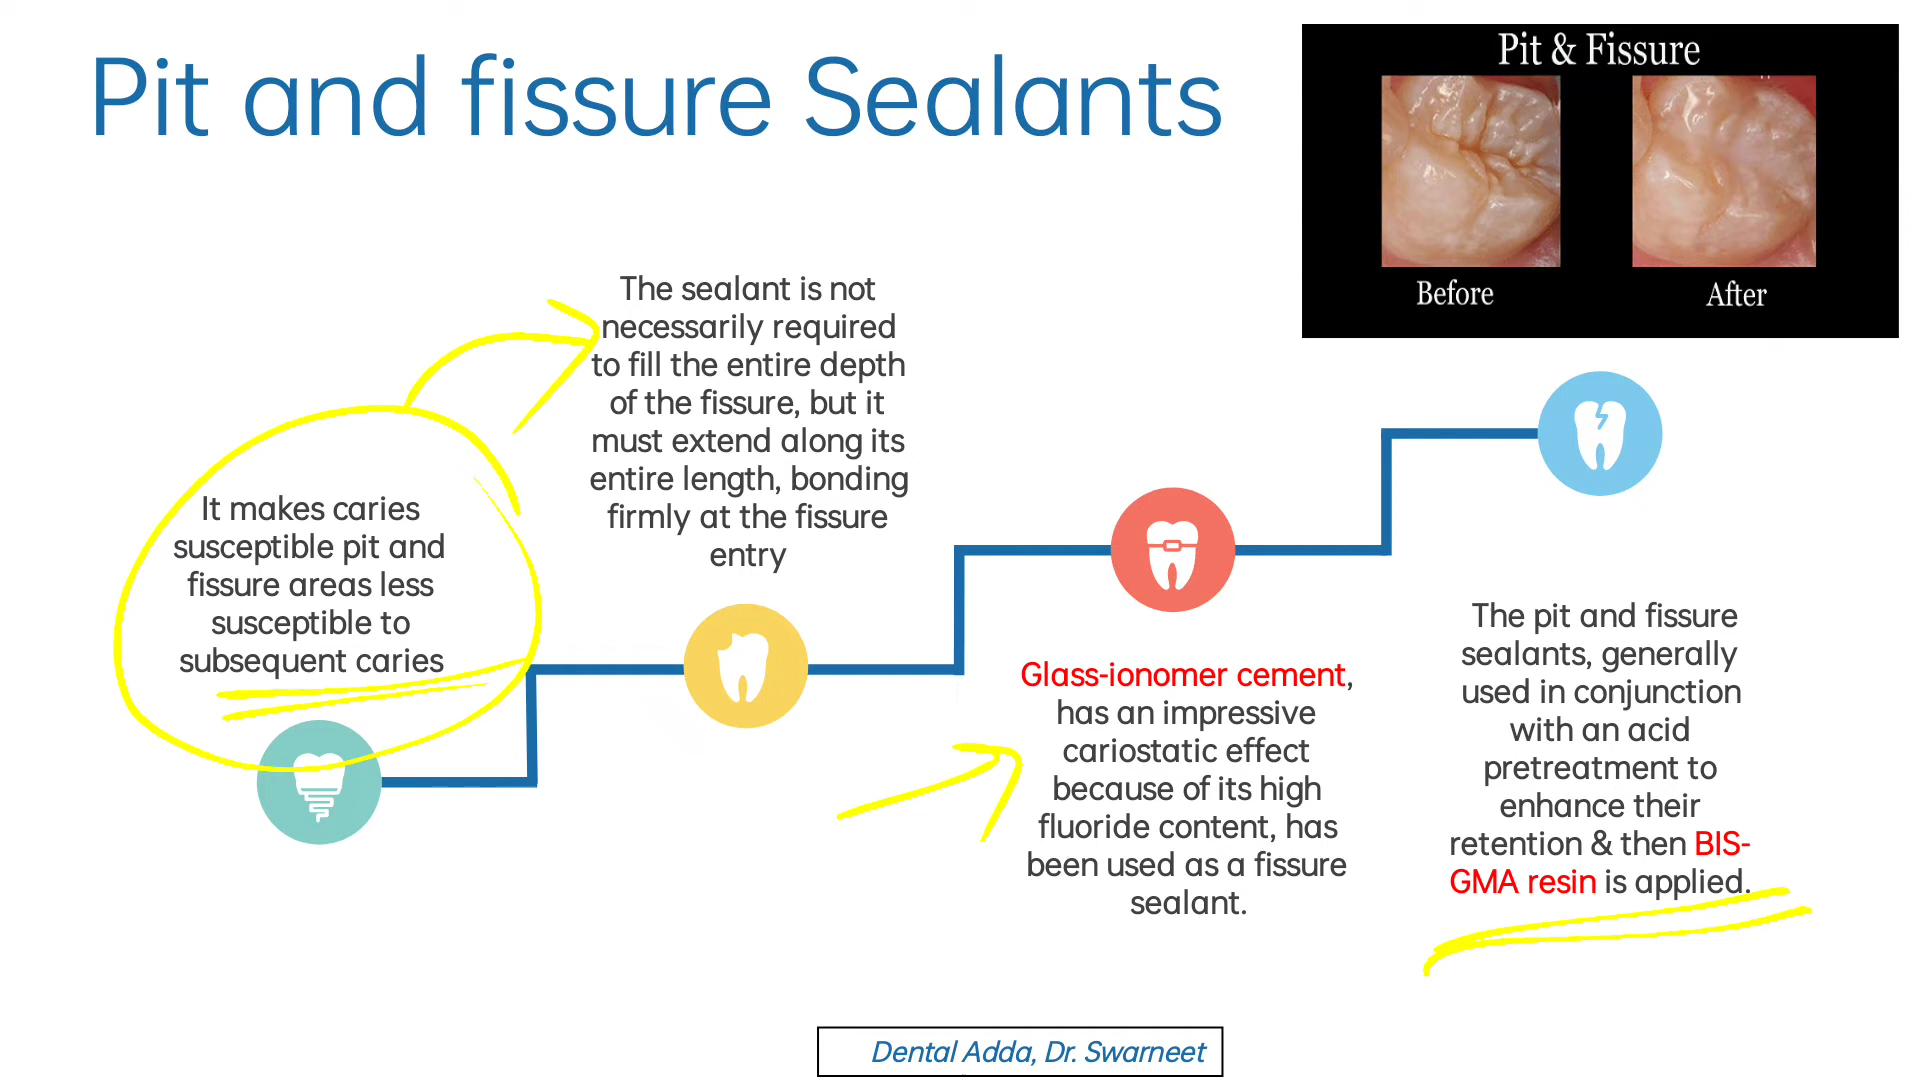 Pit and fissure Sealants
Pit & Fissure
Before
After
It makes caries
susceptible pit and
fissure areas less
susceptible to
subsequent caries
The sealant is not
necessarily required
to fill the entire depth
of the fissure, but it
must extend along its
entire length, bonding
firmly at the fissure
entry
Glass-ionomer cement,
has an impressive
cariostatic effect
because of its high
fluoride content, has
been used as a fissure
sealant.
The pit and fissure
sealants, generally
used in conjunction
with an acid
pretreatment to
enhance their
retention & then BIS-
GMA resin is applied.
Dental Adda, Dr. Swarneet